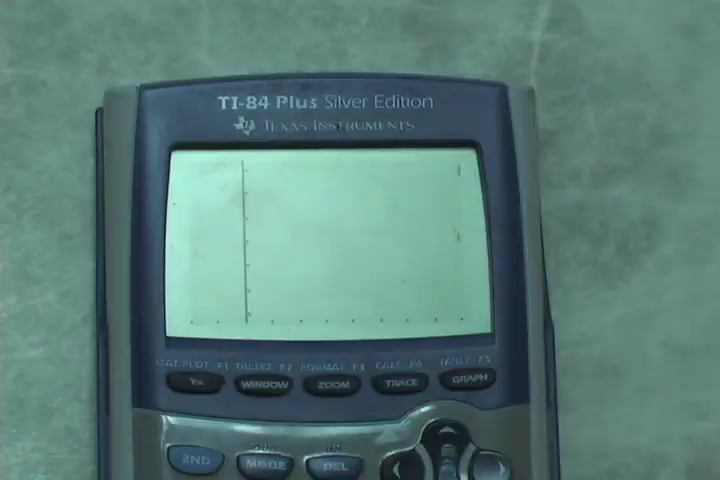 TI-84 Plus Silver Edition
TEXAS INSTRUMENTS
STAT PLOT F1 TBLSET F2 FORMAT F3 CALC F4 TABLE F5
Y= WINDOW ZOOM TRACE GRAPH
2ND MODE DEL